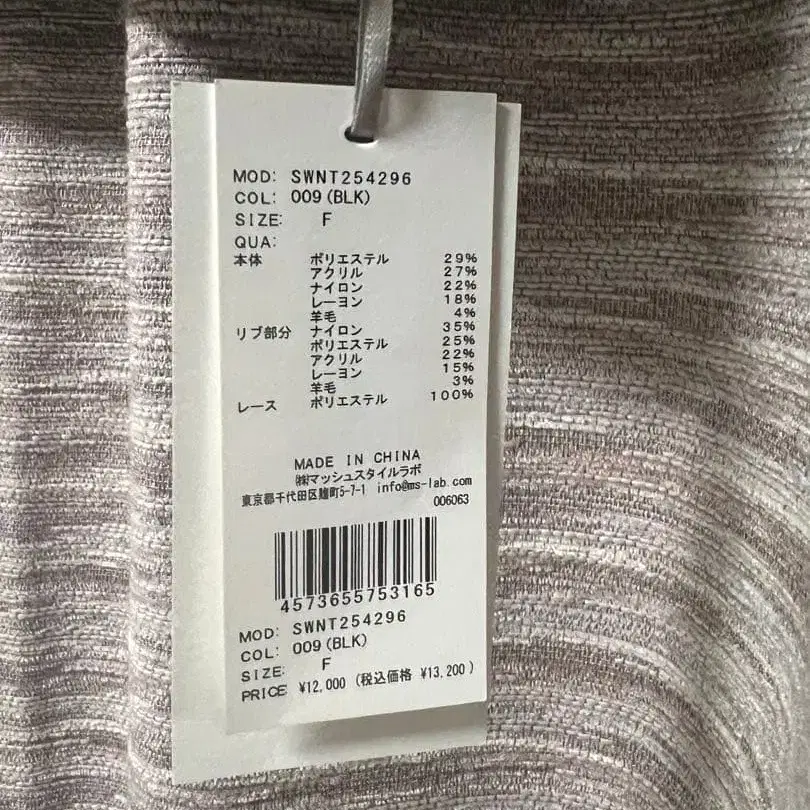 MOD: SWNT254296
COL: 009(BLK)
SIZE: F
QUA:
本体 ポリエステル 29%
アクリル 27%
ナイロン 22%
レーヨン 18%
羊毛 4%
リブ部分 ナイロン 35%
ポリエステル 25%
アクリル 22%
レーヨン 15%
羊毛 3%
レース ポリエステル 100%
MADE IN CHINA
㈱マッシュスタイルラボ
東京都千代田区麹町5-7-1 info@ms-lab.com
006063
4573655753165
MOD: SWNT254296
COL: 009(BLK)
SIZE: F
PRICE: ¥12,000 (税込価格 ¥13,200)